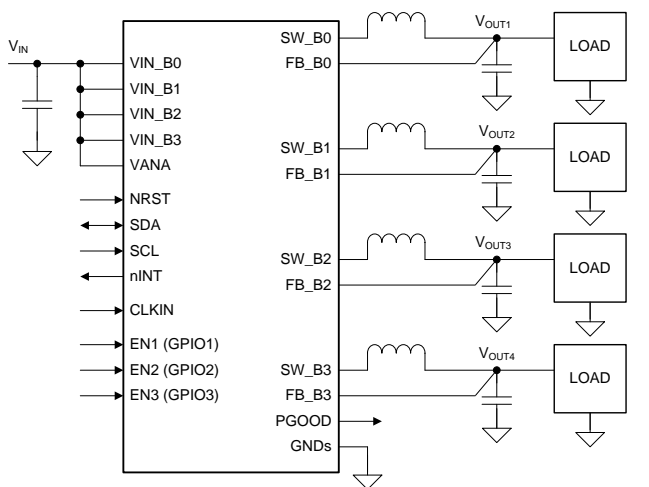 V_IN
VIN_B0
VIN_B1
VIN_B2
VIN_B3
VANA
NRST
SDA
SCL
nINT
CLKIN
EN1 (GPIO1)
EN2 (GPIO2)
EN3 (GPIO3)
SW_B0
FB_B0
SW_B1
FB_B1
SW_B2
FB_B2
SW_B3
FB_B3
PGOOD
GNDs
V_OUT1
LOAD
V_OUT2
LOAD
V_OUT3
LOAD
V_OUT4
LOAD